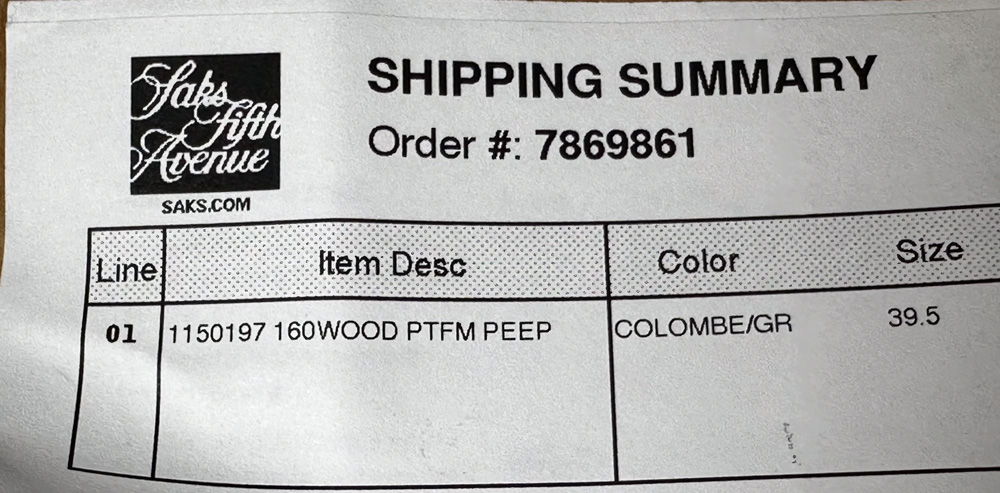 Saks
Fifth
Avenue
SAKS.COM
SHIPPING SUMMARY
Order #: 7869861
Line Item Desc Color Size
01 1150197 160WOOD PTFM PEEP COLOMBE/GR 39.5